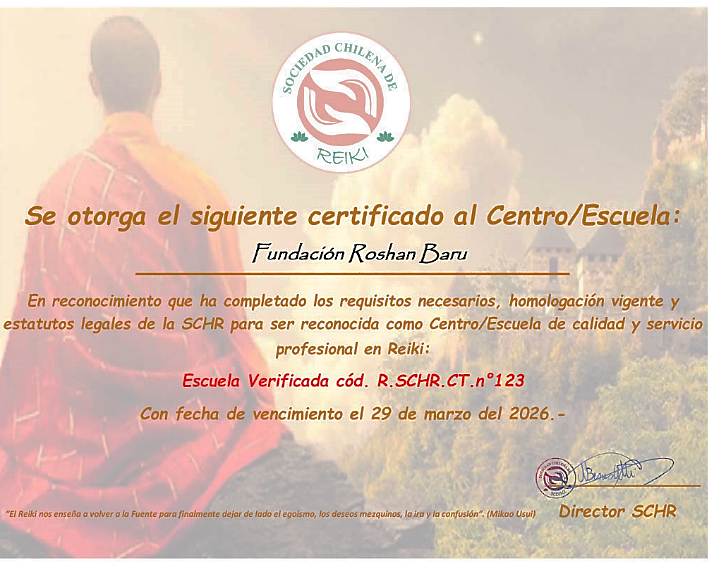 SOCIEDAD CHILENA DE
REIKI
Se otorga el siguiente certificado al Centro/Escuela:
Fundación Roshan Baru
En reconocimiento que ha completado los requisitos necesarios, homologación vigente y
estatutos legales de la SCHR para ser reconocida como Centro/Escuela de calidad y servicio
profesional en Reiki:
Escuela Verificada cód. R.SCHR.CT.n°123
Con fecha de vencimiento el 29 de marzo del 2026.-
"El Reiki nos enseña a volver a la Fuente para finalmente dejar de lado el egoismo, los deseos mezquinos, la ira y la confusión". (Mikao Usui)
Director SCHR